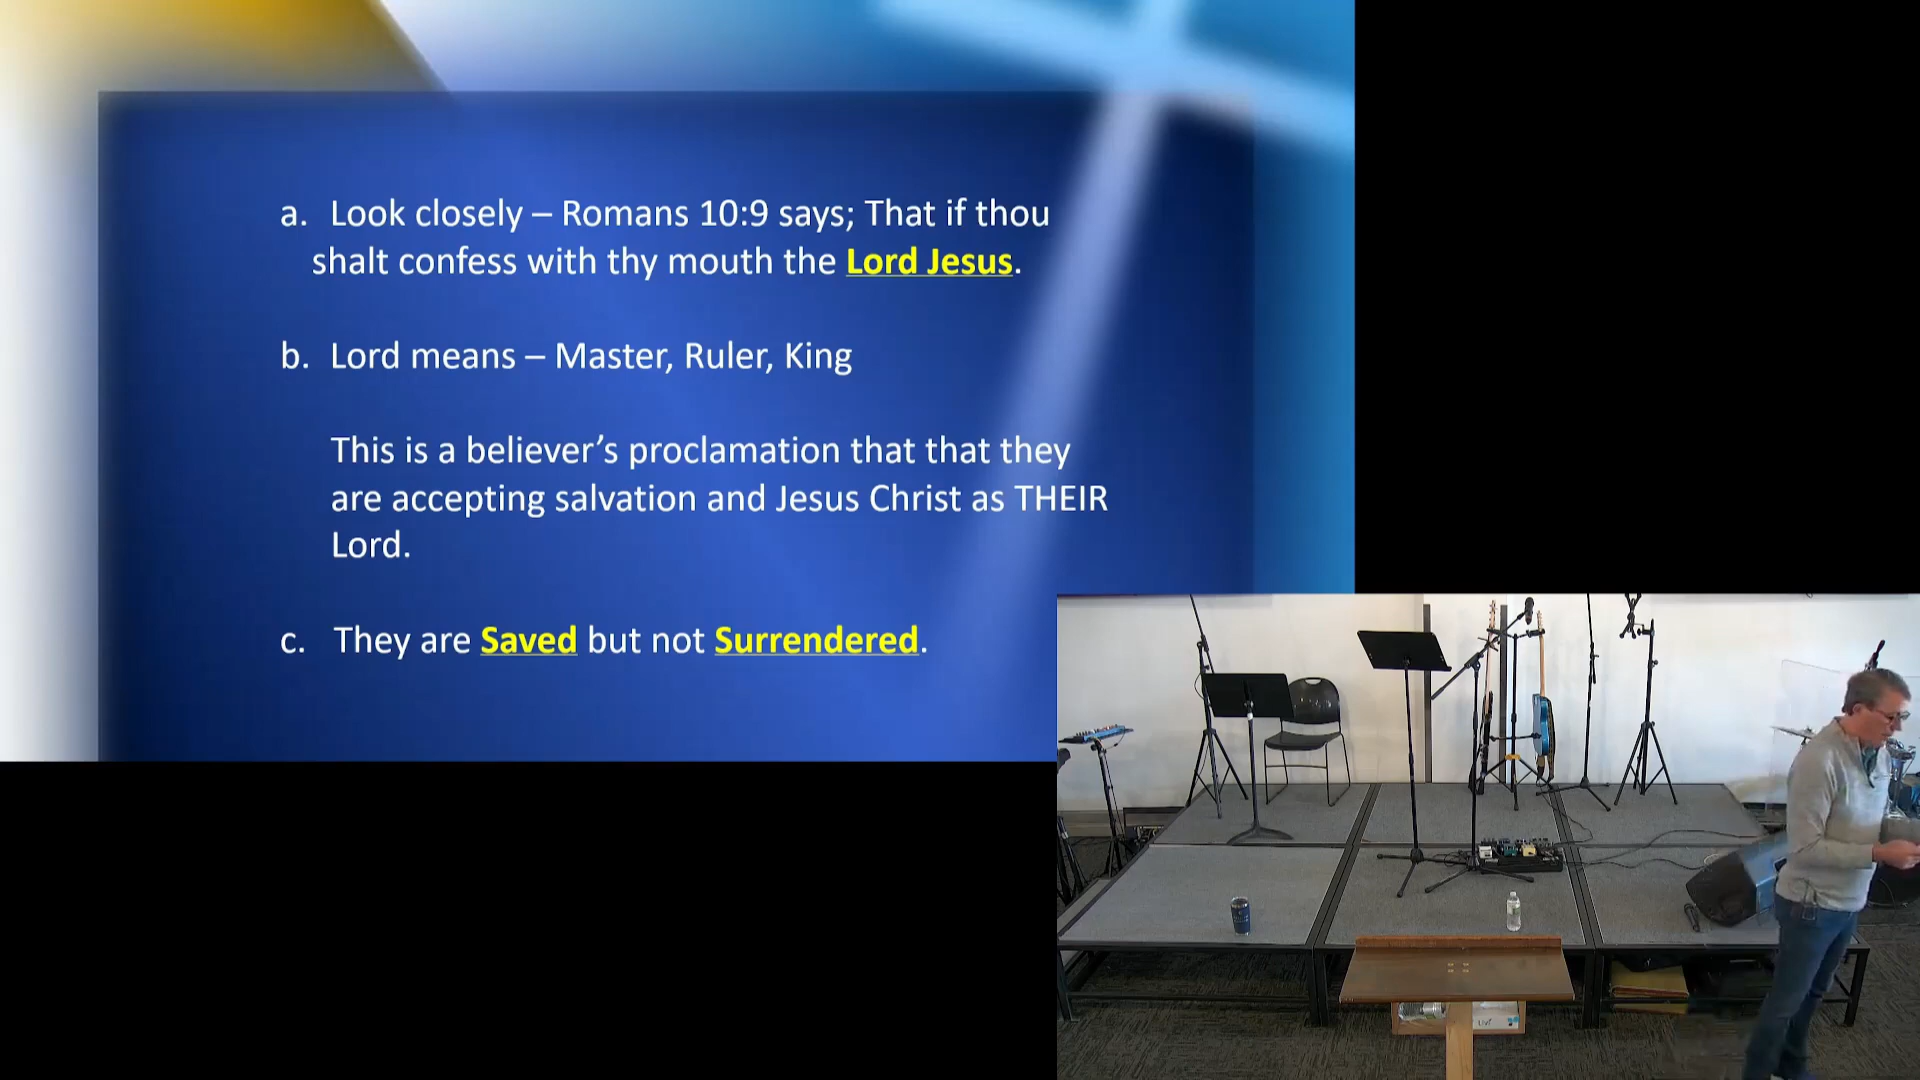 a. Look closely – Romans 10:9 says; That if thou
shalt confess with thy mouth the Lord Jesus.
b. Lord means – Master, Ruler, King
This is a believer’s proclamation that that they
are accepting salvation and Jesus Christ as THEIR
Lord.
c. They are Saved but not Surrendered.